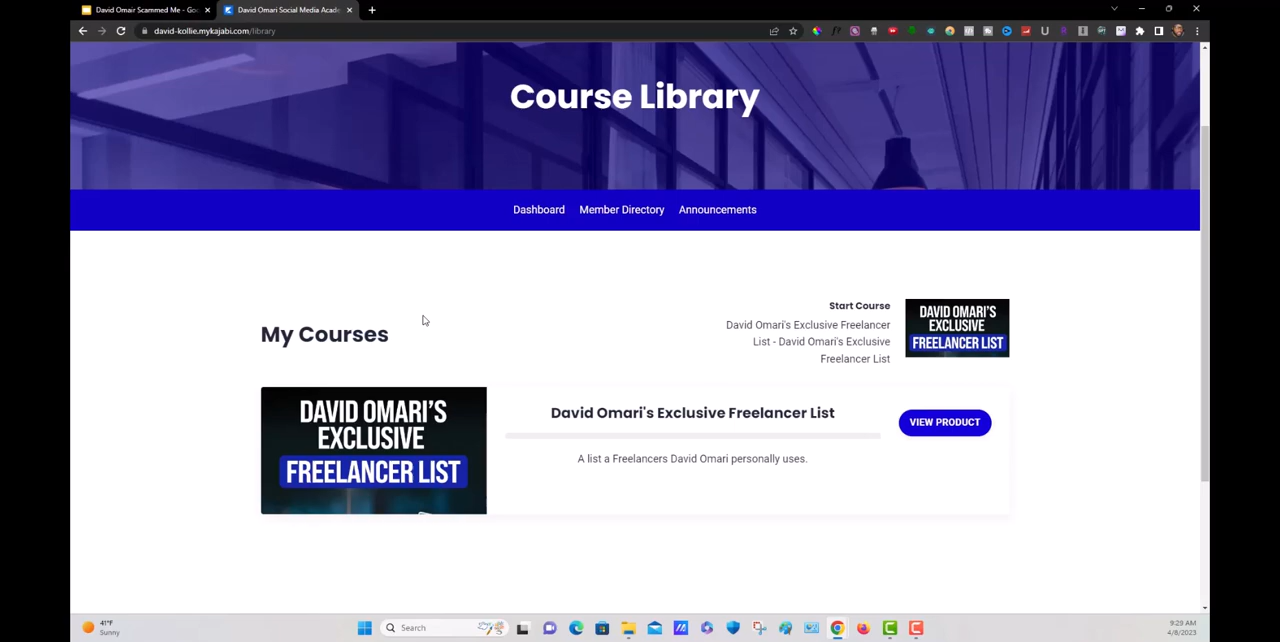 David Omair Scammed Me - Goo
David Omari Social Media Acade
david-kollie.mykajabi.com/library
Course Library
Dashboard Member Directory Announcements
My Courses
Start Course
David Omari's Exclusive Freelancer
List - David Omari's Exclusive
Freelancer List
DAVID OMARI'S
EXCLUSIVE
FREELANCER LIST
DAVID OMARI'S
EXCLUSIVE
FREELANCER LIST
David Omari's Exclusive Freelancer List
VIEW PRODUCT
A list a Freelancers David Omari personally uses.
41°F
Sunny
Search
9:29 AM
4/8/2023